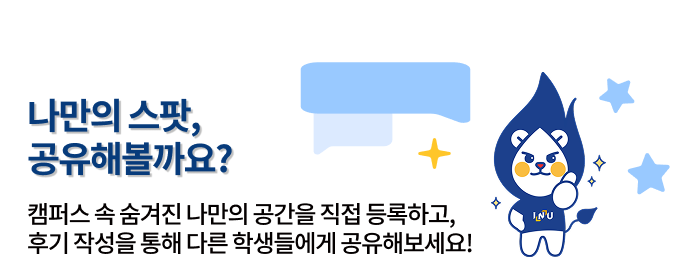 나만의 스팟,
공유해볼까요?
캠퍼스 속 숨겨진 나만의 공간을 직접 등록하고,
후기 작성을 통해 다른 학생들에게 공유해보세요!
INU